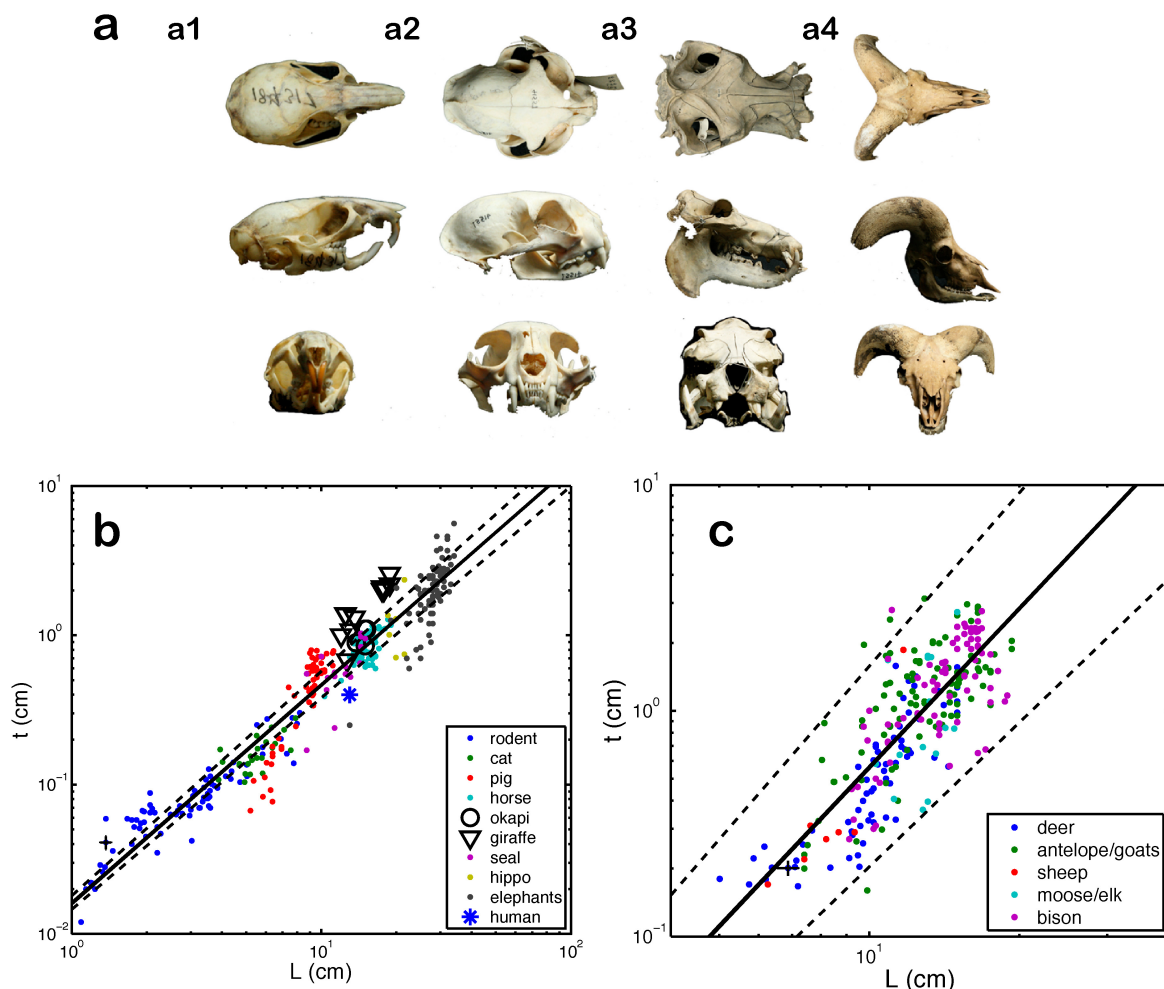 a
a1
a2
a3
a4
b
t (cm)
10^1
10^0
10^-1
10^-2
10^0
10^1
10^2
L (cm)
rodent
cat
pig
horse
okapi
giraffe
seal
hippo
elephants
human
c
t (cm)
10^1
10^0
10^-1
10^1
L (cm)
deer
antelope/goats
sheep
moose/elk
bison